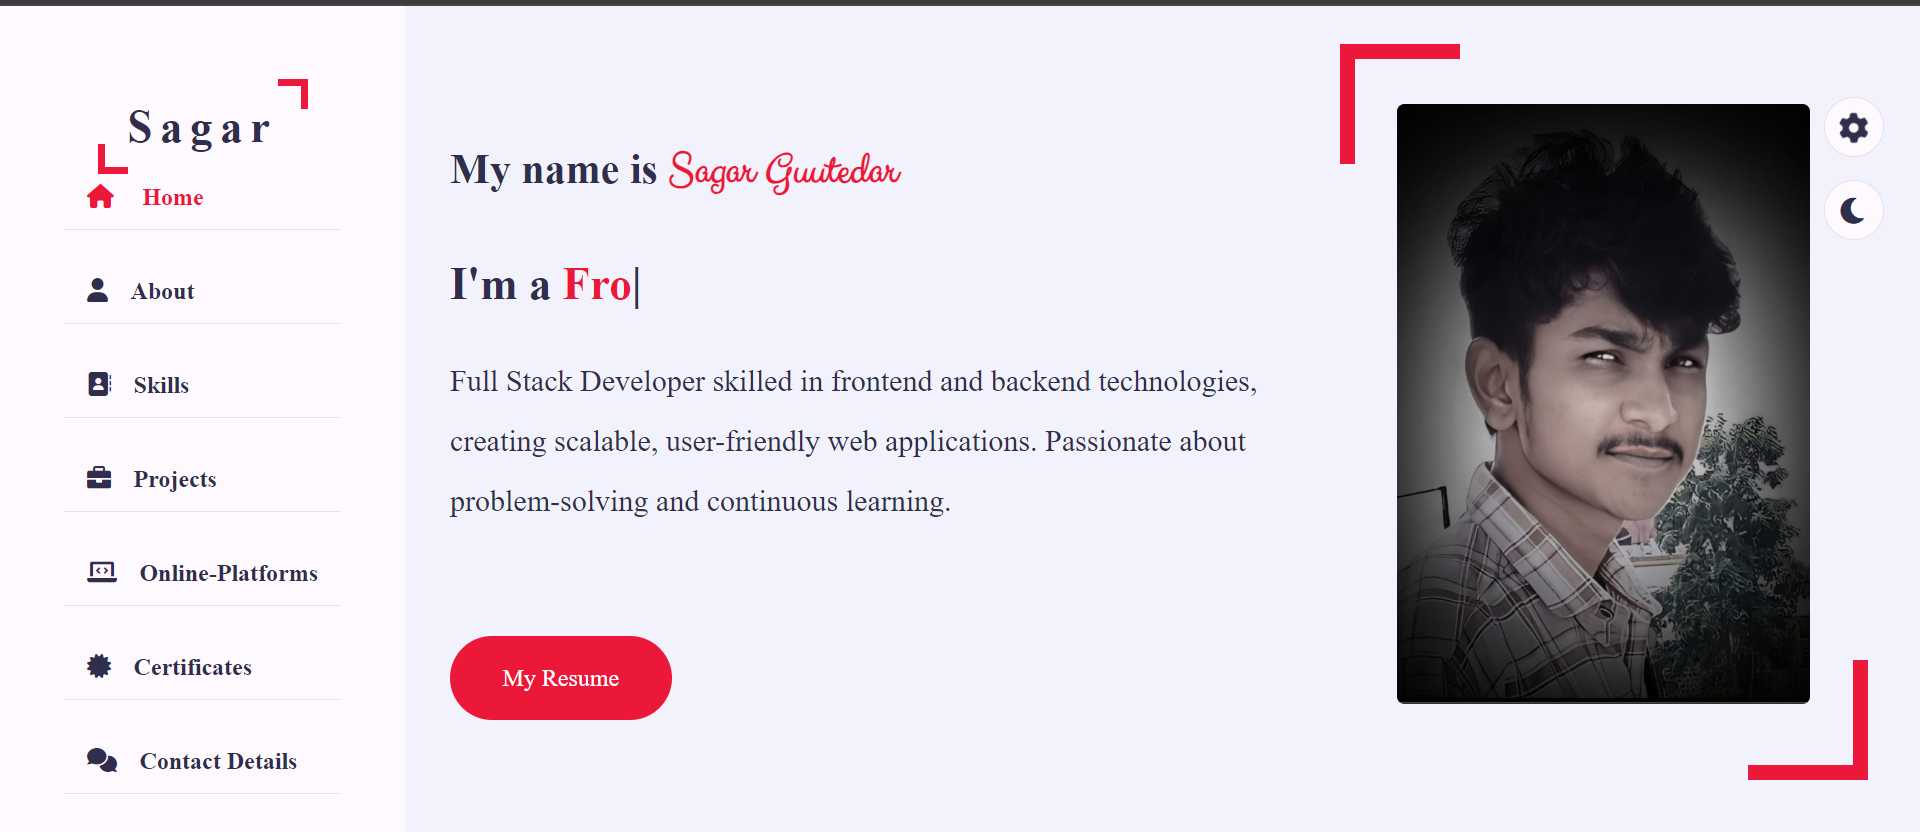 Sagar
Home
About
Skills
Projects
Online-Platforms
Certificates
Contact Details
My name is Sagar Guutedar
I'm a Fro|
Full Stack Developer skilled in frontend and backend technologies,
creating scalable, user-friendly web applications. Passionate about
problem-solving and continuous learning.
My Resume